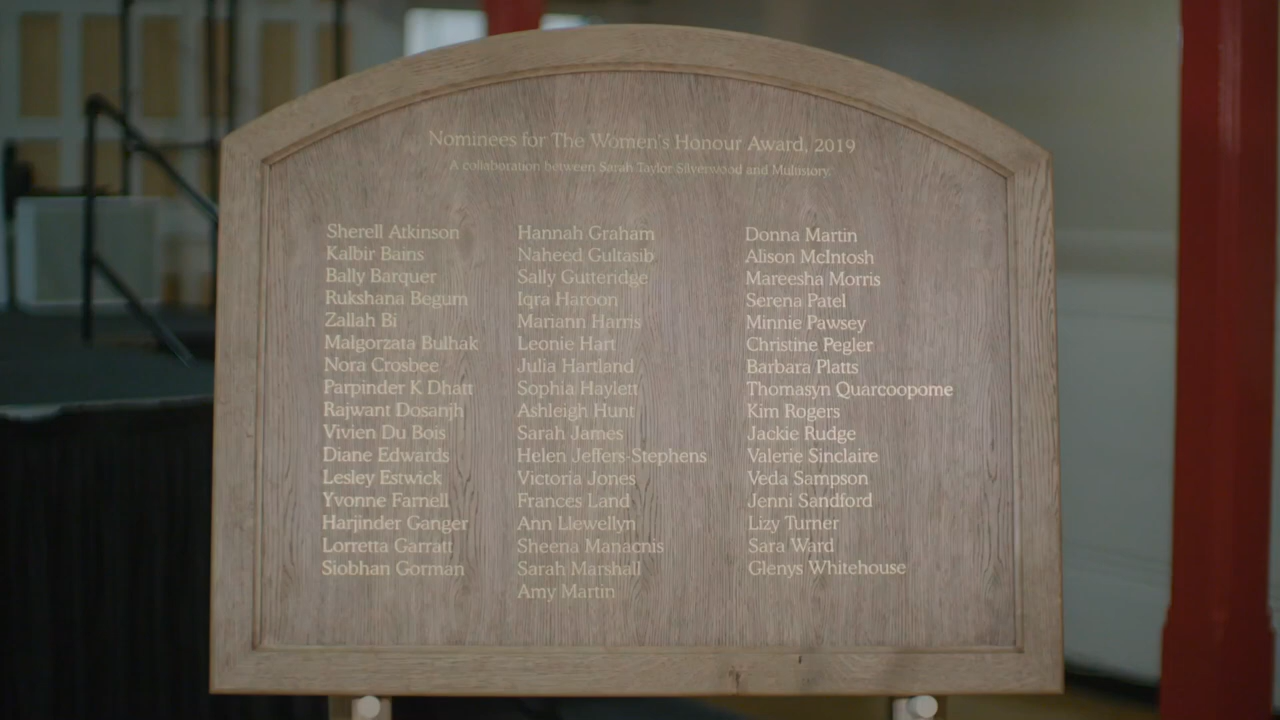 Nominees for The Women's Honour Award, 2019
A collaboration between Sarah Taylor Silverwood and Multistory.
Sherell Atkinson
Kalbir Bains
Bally Barquer
Rukshana Begum
Zallah Bi
Malgorzata Bulhak
Nora Crosbee
Parpinder K Dhatt
Rajwant Dosanjh
Vivien Du Bois
Diane Edwards
Lesley Estwick
Yvonne Farnell
Harjinder Ganger
Lorretta Garratt
Siobhan Gorman
Hannah Graham
Naheed Gultasib
Sally Gutteridge
Iqra Haroon
Mariann Harris
Leonie Hart
Julia Hartland
Sophia Haylett
Ashleigh Hunt
Sarah James
Helen Jeffers-Stephens
Victoria Jones
Frances Land
Ann Llewellyn
Sheena Manacnis
Sarah Marshall
Amy Martin
Donna Martin
Alison McIntosh
Mareesha Morris
Serena Patel
Minnie Pawsey
Christine Pegler
Barbara Platts
Thomasyn Quarcoopome
Kim Rogers
Jackie Rudge
Valerie Sinclaire
Veda Sampson
Jenni Sandford
Lizy Turner
Sara Ward
Glenys Whitehouse